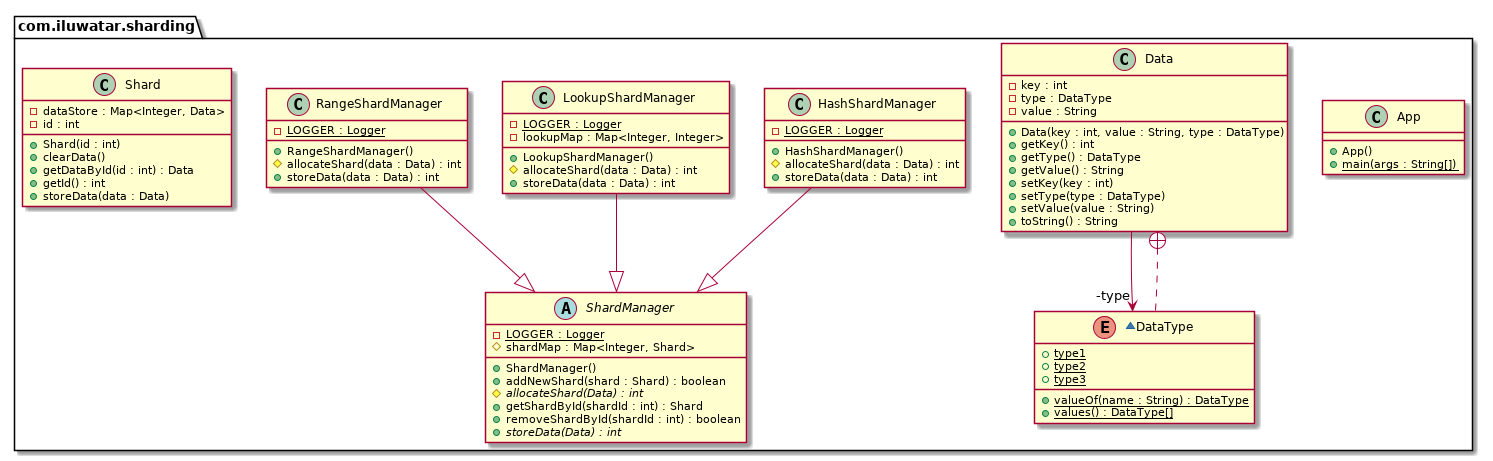 com.iluwatar.sharding
C Shard
dataStore : Map<Integer, Data>
id : int
Shard(id : int)
clearData()
getDataById(id : int) : Data
getId() : int
storeData(data : Data)
C RangeShardManager
LOGGER : Logger
RangeShardManager()
allocateShard(data : Data) : int
storeData(data : Data) : int
C LookupShardManager
LOGGER : Logger
lookupMap : Map<Integer, Integer>
LookupShardManager()
allocateShard(data : Data) : int
storeData(data : Data) : int
C HashShardManager
LOGGER : Logger
HashShardManager()
allocateShard(data : Data) : int
storeData(data : Data) : int
C Data
key : int
type : DataType
value : String
Data(key : int, value : String, type : DataType)
getKey() : int
getType() : DataType
getValue() : String
setKey(key : int)
setType(type : DataType)
setValue(value : String)
toString() : String
C App
App()
main(args : String[])
-type
A ShardManager
LOGGER : Logger
shardMap : Map<Integer, Shard>
ShardManager()
addNewShard(shard : Shard) : boolean
allocateShard(Data) : int
getShardById(shardId : int) : Shard
removeShardById(shardId : int) : boolean
storeData(Data) : int
E DataType
type1
type2
type3
valueOf(name : String) : DataType
values() : DataType[]